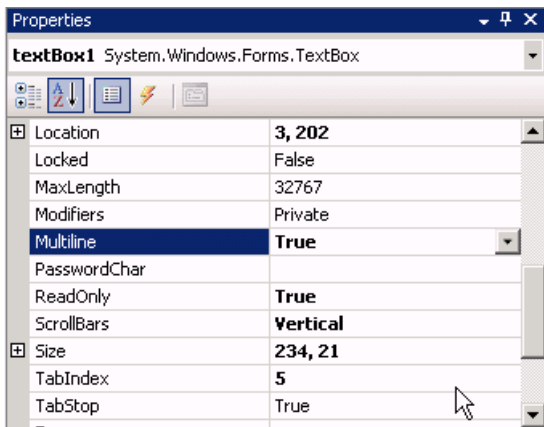 Properties
textBox1 System.Windows.Forms.TextBox
Location 3, 202
Locked False
MaxLength 32767
Modifiers Private
Multiline True
PasswordChar
ReadOnly True
ScrollBars Vertical
Size 234, 21
TabIndex 5
TabStop True